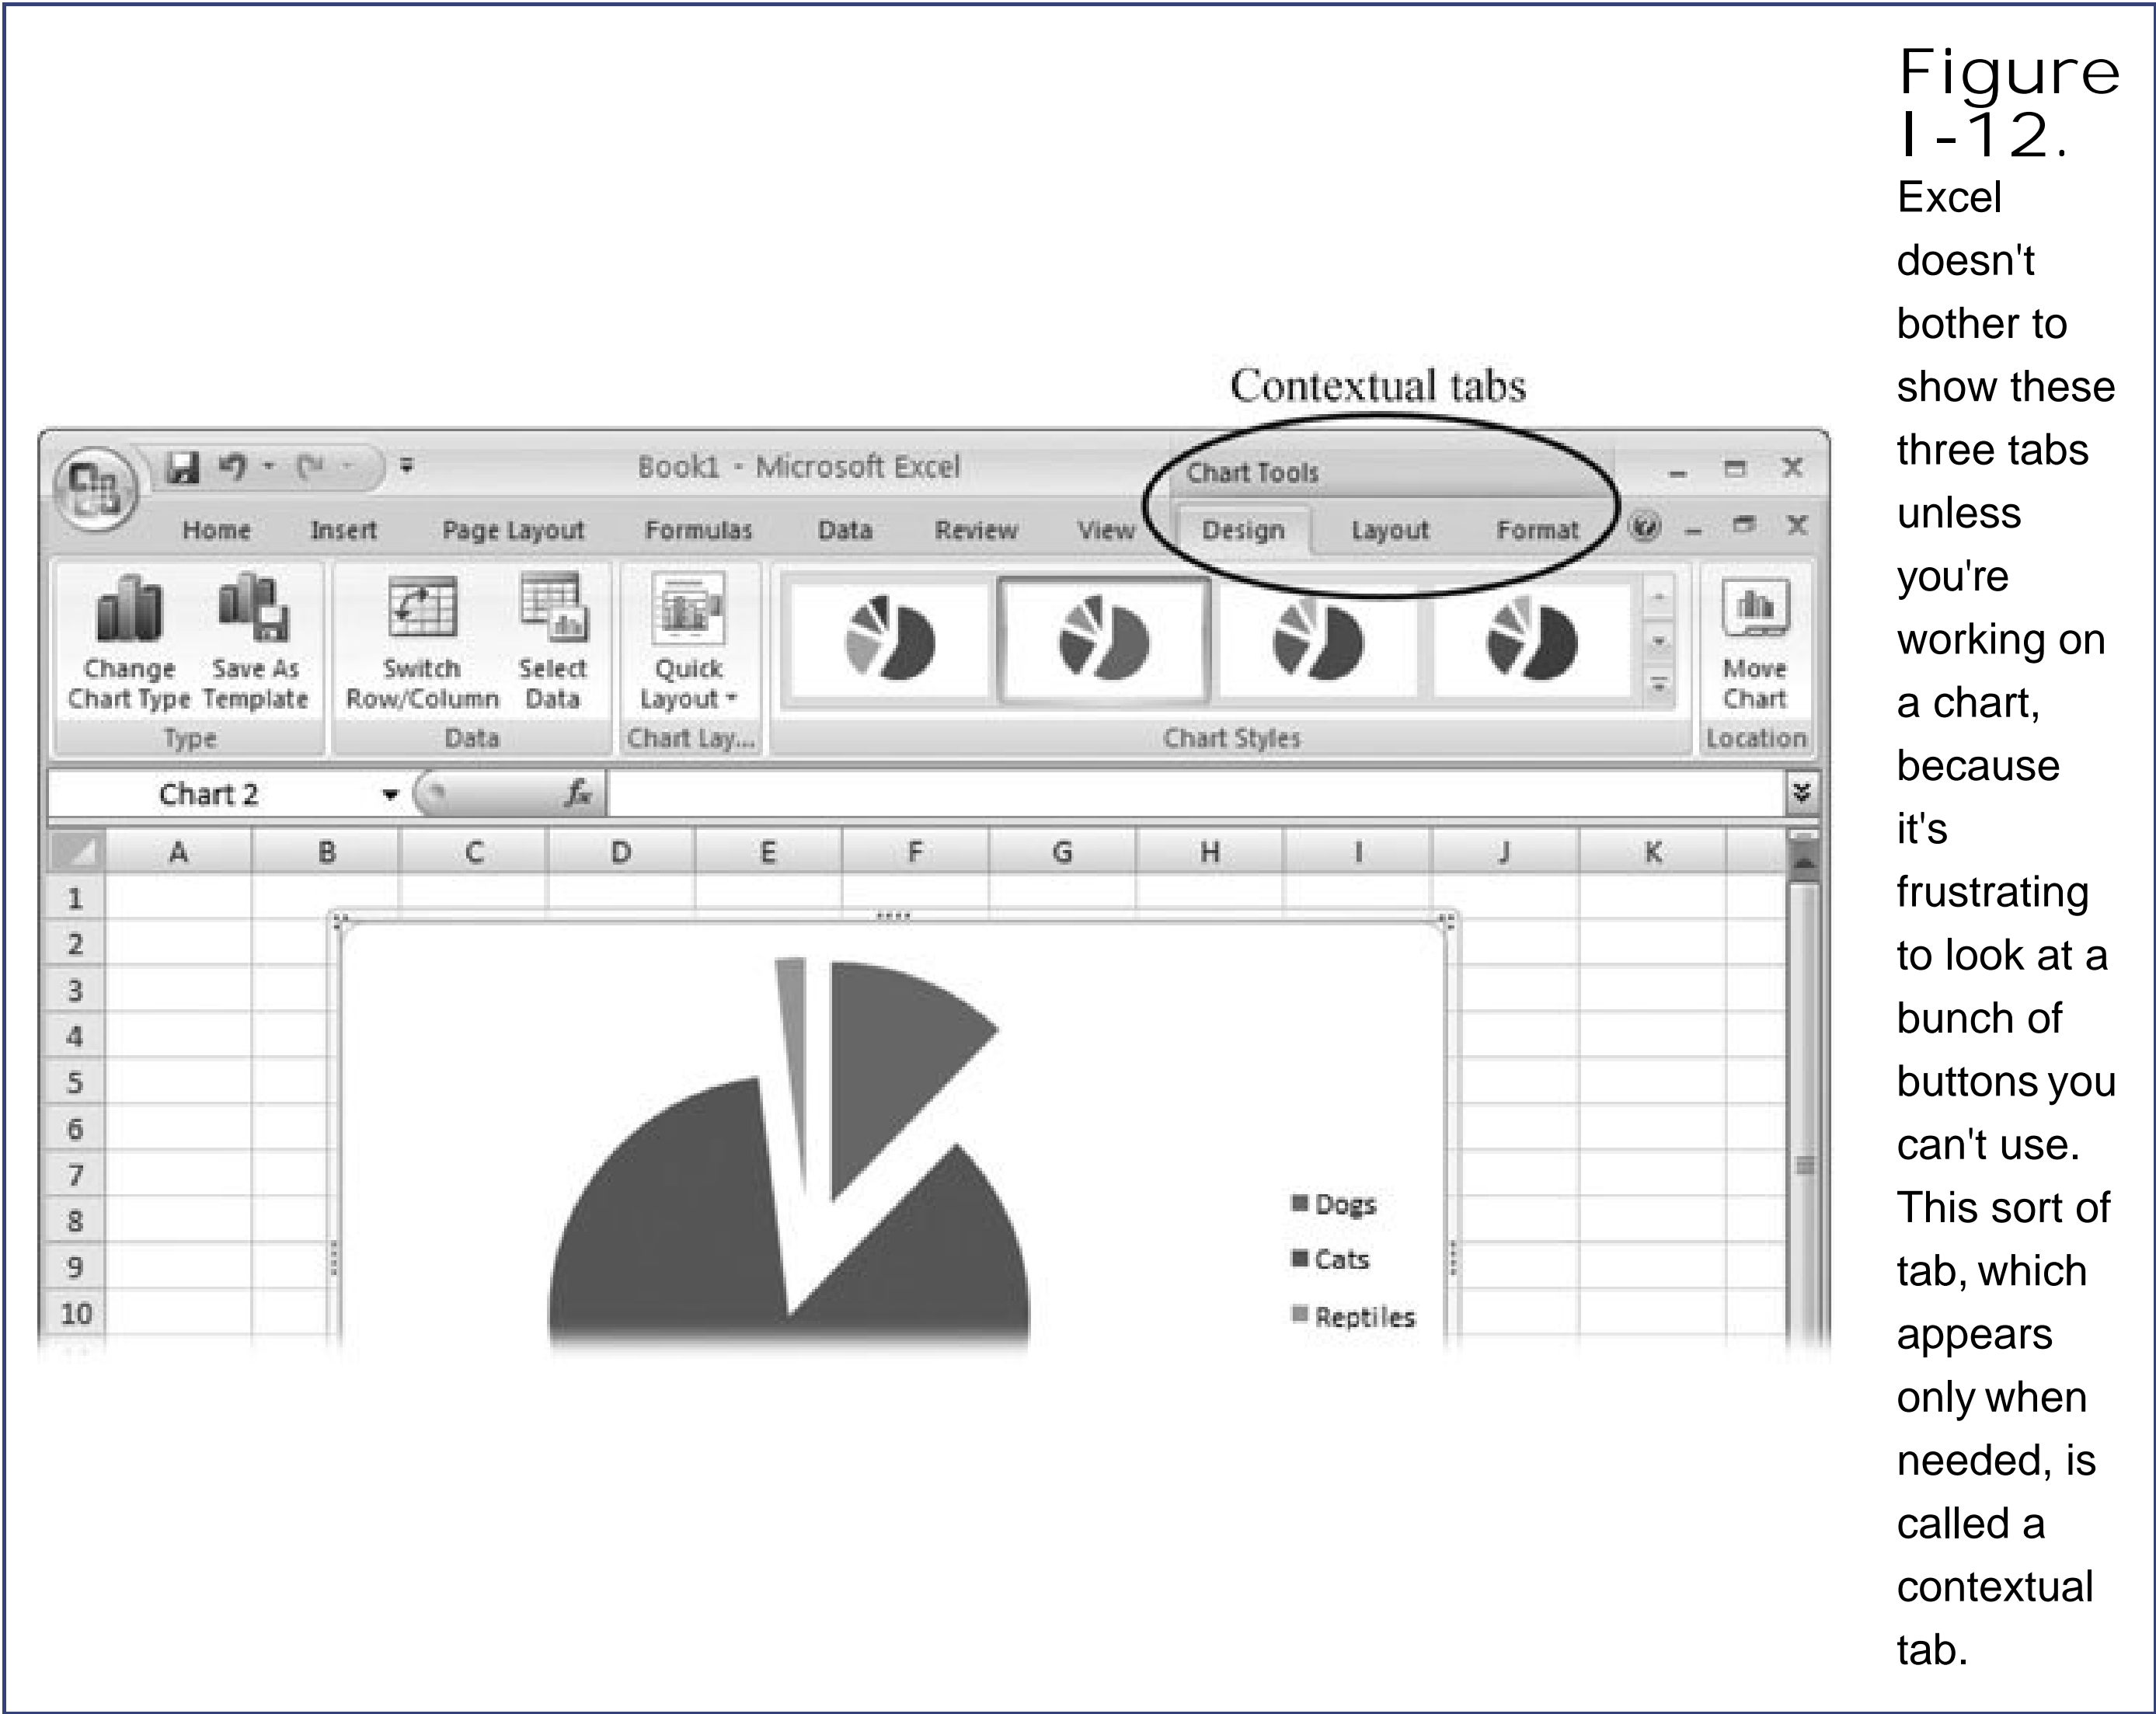 Figure
I-12.
Excel
doesn't
bother to
show these
three tabs
unless
you're
working on
a chart,
because
it's
frustrating
to look at a
bunch of
buttons you
can't use.
This sort of
tab, which
appears
only when
needed, is
called a
contextual
tab.
Contextual tabs
Book1 - Microsoft Excel
Chart Tools
Home Insert Page Layout Formulas Data Review View Design Layout Format
Change Save As Switch Select Quick Move
Chart Type Template Row/Column Data Layout Chart
Type Data Chart Lay... Chart Styles Location
Chart 2 fx
A B C D E F G H I J K
1
2
3
4
5
6
7
8 Dogs
9 Cats
10 Reptiles